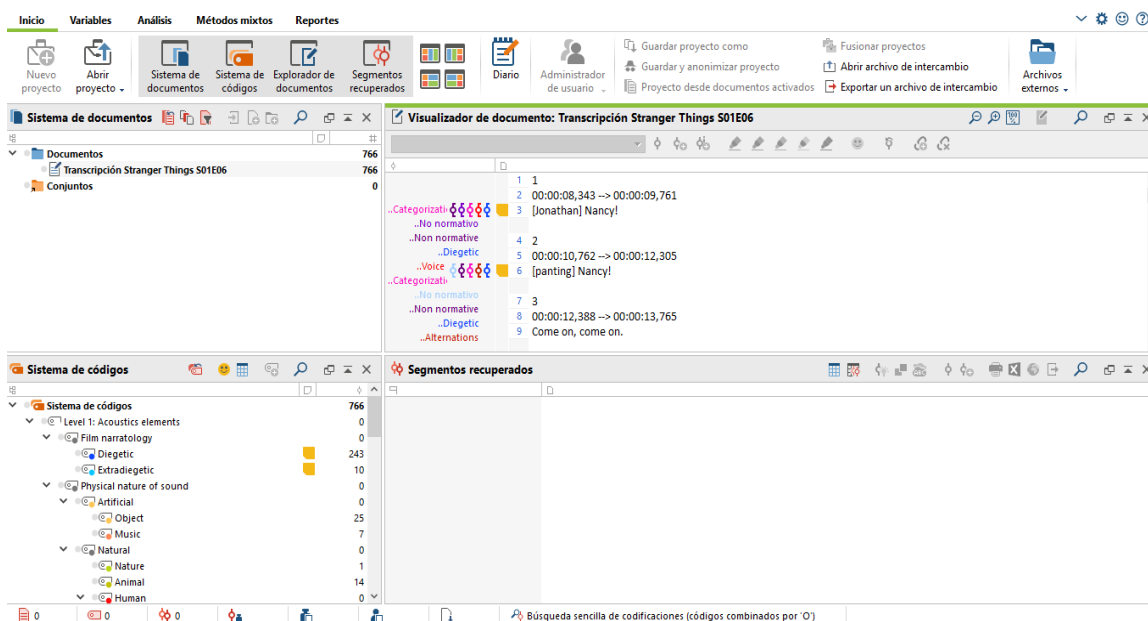 Inicio Variables Análisis Métodos mixtos Reportes
Nuevo proyecto
Abrir proyecto
Sistema de documentos
Sistema de códigos
Explorador de documentos
Segmentos recuperados
Diario
Administrador de usuario
Guardar proyecto como
Guardar y anonimizar proyecto
Proyecto desde documentos activados
Fusionar proyectos
Abrir archivo de intercambio
Exportar un archivo de intercambio
Archivos externos
Sistema de documentos
#
Documentos 766
Transcripción Stranger Things S01E06 766
Conjuntos 0
Visualizador de documento: Transcripción Stranger Things S01E06
1 1
2 00:00:08,343 --> 00:00:09,761
..Categorizati 3 [Jonathan] Nancy!
..No normativo
..Non normative 4 2
..Diegetic 5 00:00:10,762 --> 00:00:12,305
..Voice 6 [panting] Nancy!
..Categorizati
..No normativo 7 3
..Non normative 8 00:00:12,388 --> 00:00:13,765
..Diegetic 9 Come on, come on.
..Alternations
Sistema de códigos
Sistema de códigos 766
Level 1: Acoustics elements 0
Film narratology 0
Diegetic 243
Extradiegetic 10
Physical nature of sound 0
Artificial 0
Object 25
Music 7
Natural 0
Nature 1
Animal 14
Human 0
Segmentos recuperados
0 0 0 Búsqueda sencilla de codificaciones (códigos combinados por 'O')